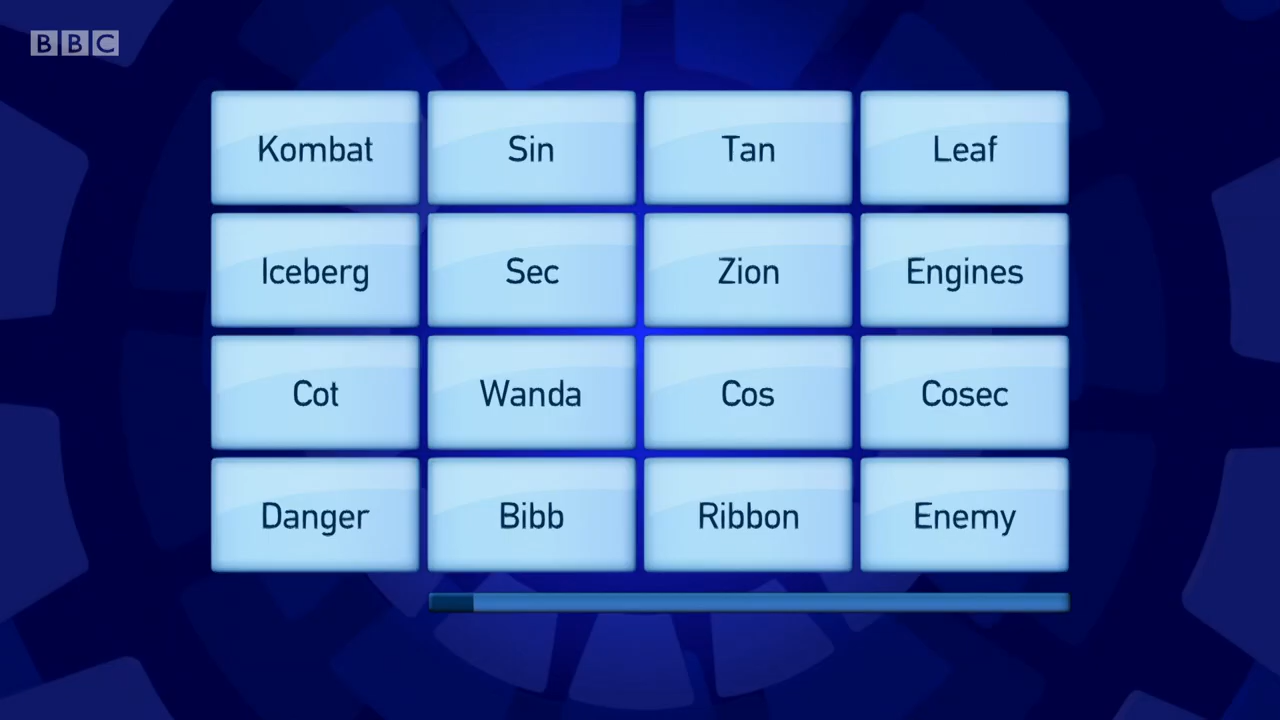 BBC
Kombat Sin Tan Leaf
Iceberg Sec Zion Engines
Cot Wanda Cos Cosec
Danger Bibb Ribbon Enemy